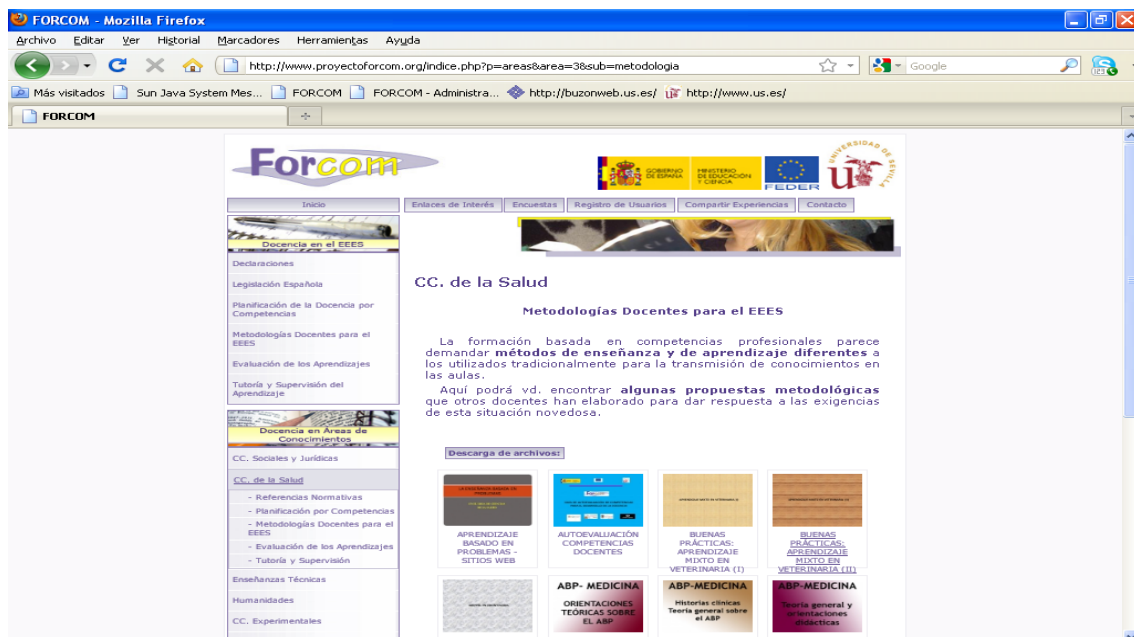 FORCOM - Mozilla Firefox
Archivo Editar Ver Historial Marcadores Herramientas Ayuda
http://www.proyectoforcom.org/indice.php?p=areas&area=3&sub=metodologia
Google
Más visitados Sun Java System Mes... FORCOM FORCOM - Administra... http://buzonweb.us.es/ http://www.us.es/
FORCOM
Forcom
GOBIERNO DE ESPAÑA
MINISTERIO DE EDUCACIÓN Y CIENCIA
FEDER
UNIVERSIDAD DE SEVILLA
Inicio
Enlaces de Interés Encuestas Registro de Usuarios Compartir Experiencias Contacto
Docencia en el EEES
Declaraciones
Legislación Española
Planificación de la Docencia por
Competencias
Metodologías Docentes para el
EEES
Evaluación de los Aprendizajes
Tutoría y Supervisión del
Aprendizaje
Docencia en Áreas de
Conocimientos
CC. Sociales y Jurídicas
CC. de la Salud
- Referencias Normativas
- Planificación por Competencias
- Metodologías Docentes para el
EEES
- Evaluación de los Aprendizajes
- Tutoría y Supervisión
Enseñanzas Técnicas
Humanidades
CC. Experimentales
CC. de la Salud
Metodologías Docentes para el EEES
La formación basada en competencias profesionales parece
demandar métodos de enseñanza y de aprendizaje diferentes a
los utilizados tradicionalmente para la transmisión de conocimientos en
las aulas.
Aquí podrá vd. encontrar algunas propuestas metodológicas
que otros docentes han elaborado para dar respuesta a las exigencias
de esta situación novedosa.
Descarga de archivos:
APRENDIZAJE
BASADO EN
PROBLEMAS -
SITIOS WEB
AUTOEVALUACIÓN
COMPETENCIAS
DOCENTES
BUENAS
PRÁCTICAS:
APRENDIZAJE
MIXTO EN
VETERINARIA (I)
BUENAS
PRÁCTICAS:
APRENDIZAJE
MIXTO EN
VETERINARIA (II)
ABP- MEDICINA
ORIENTACIONES
TEÓRICAS SOBRE
EL ABP
ABP-MEDICINA
Historias clínicas
Teoría general sobre
el ABP
ABP-MEDICINA
Teoría general y
orientaciones
didácticas